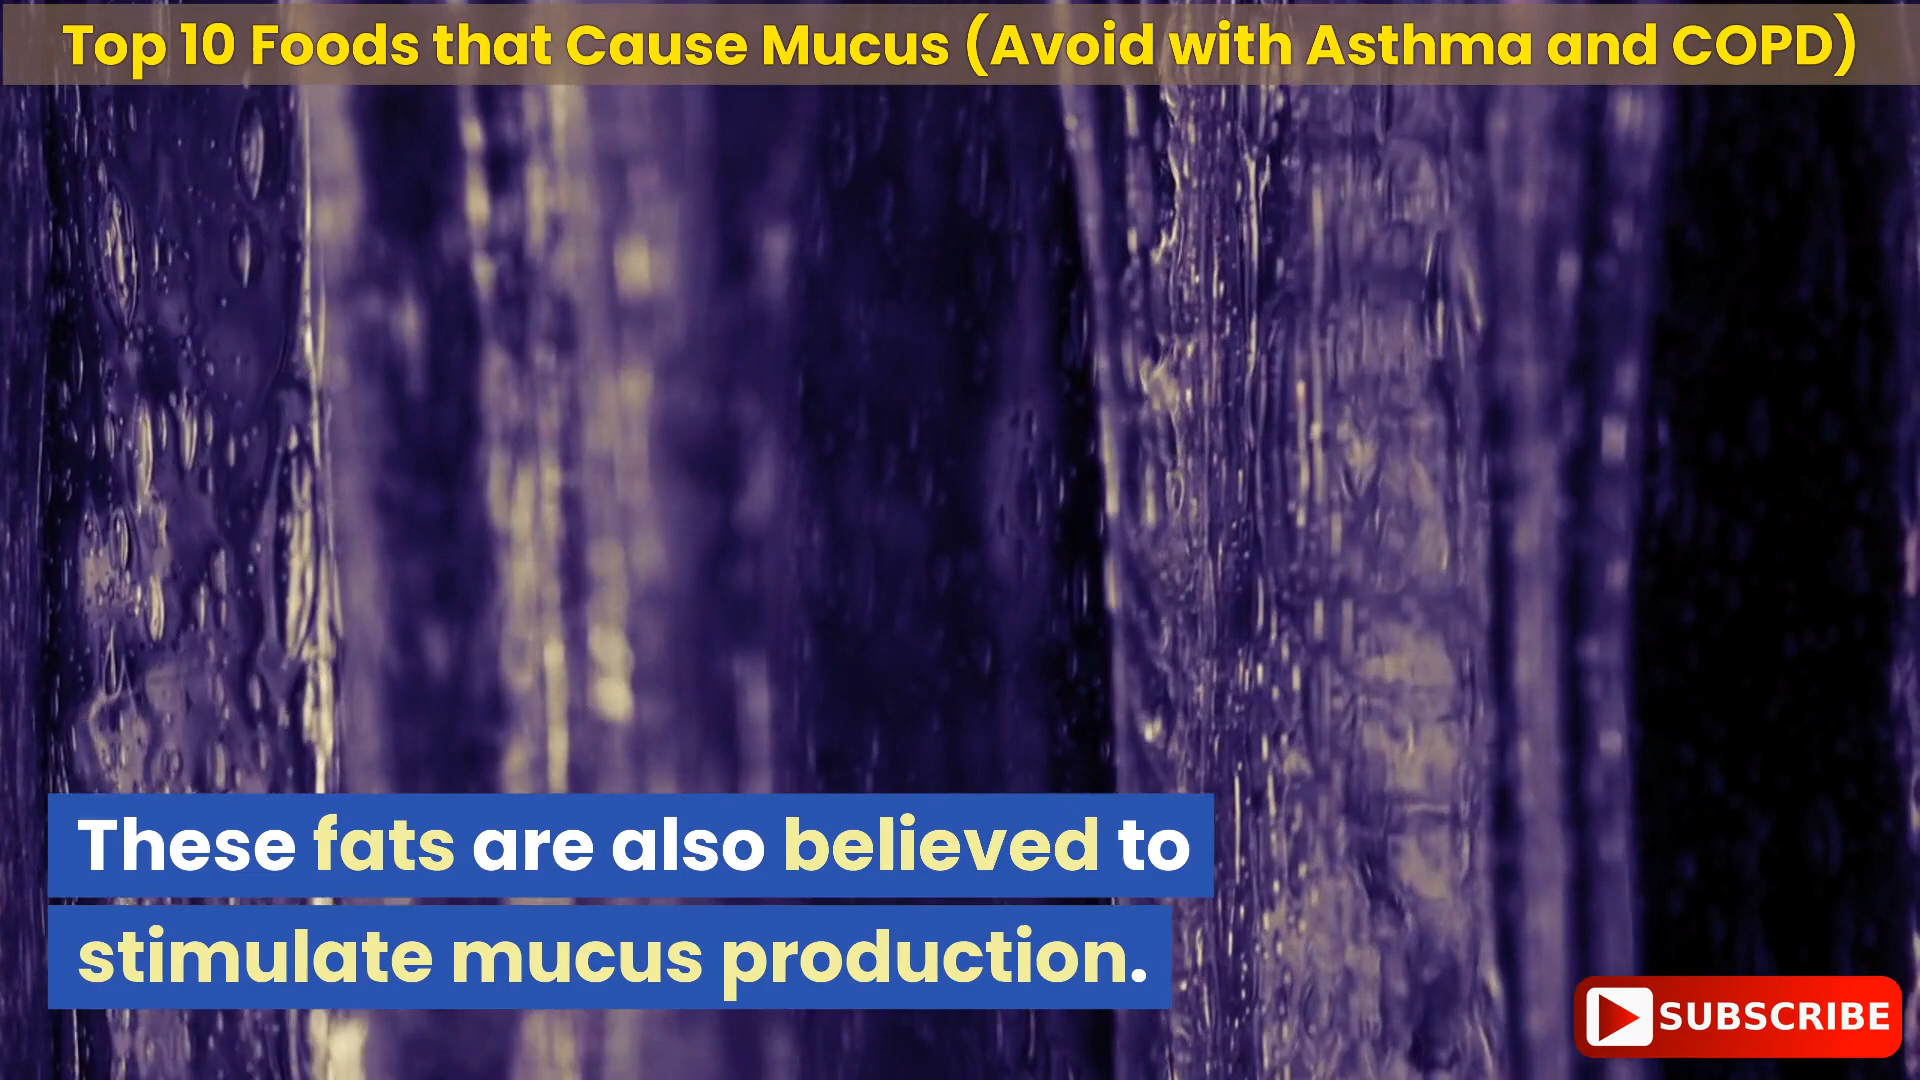 Top 10 Foods that Cause Mucus (Avoid with Asthma and COPD)
These fats are also believed to
stimulate mucus production.
SUBSCRIBE